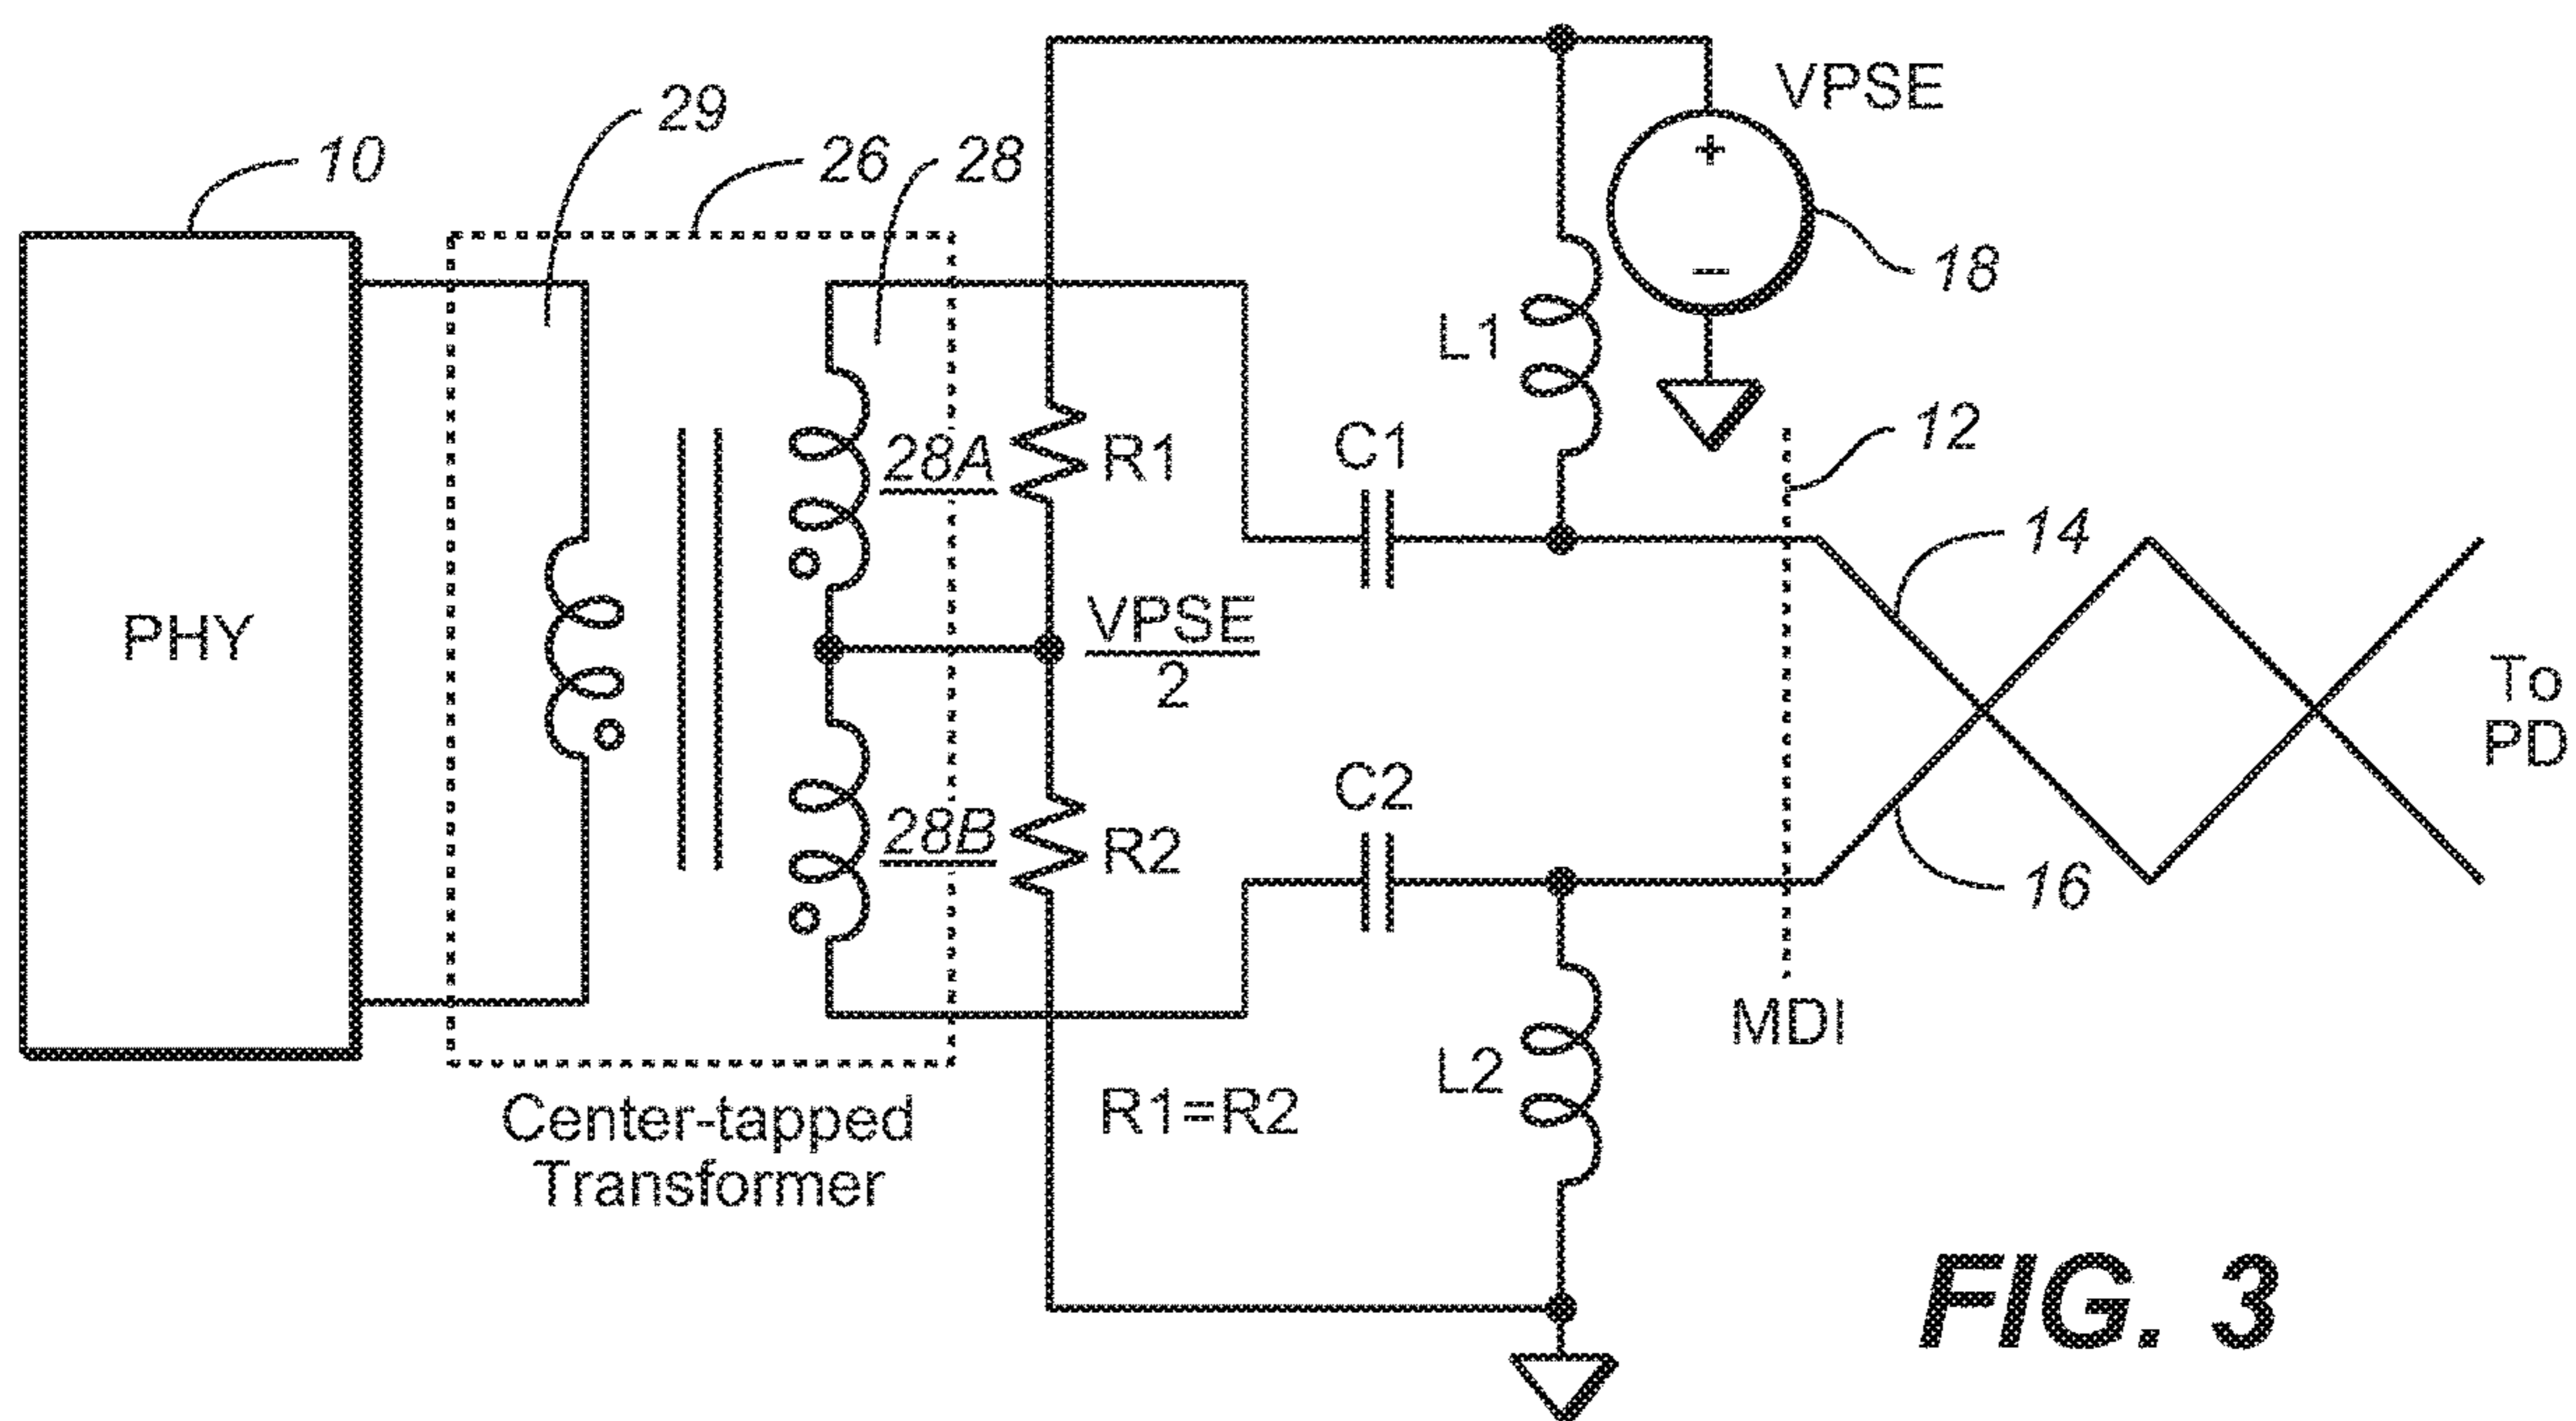 VPSE
29
10
26
28
+
−
18
L1
12
C1
28A
R1
14
PHY
VPSE
2
To
PD
C2
28B
R2
16
MDI
L2
R1=R2
Center-tapped
Transformer
FIG. 3